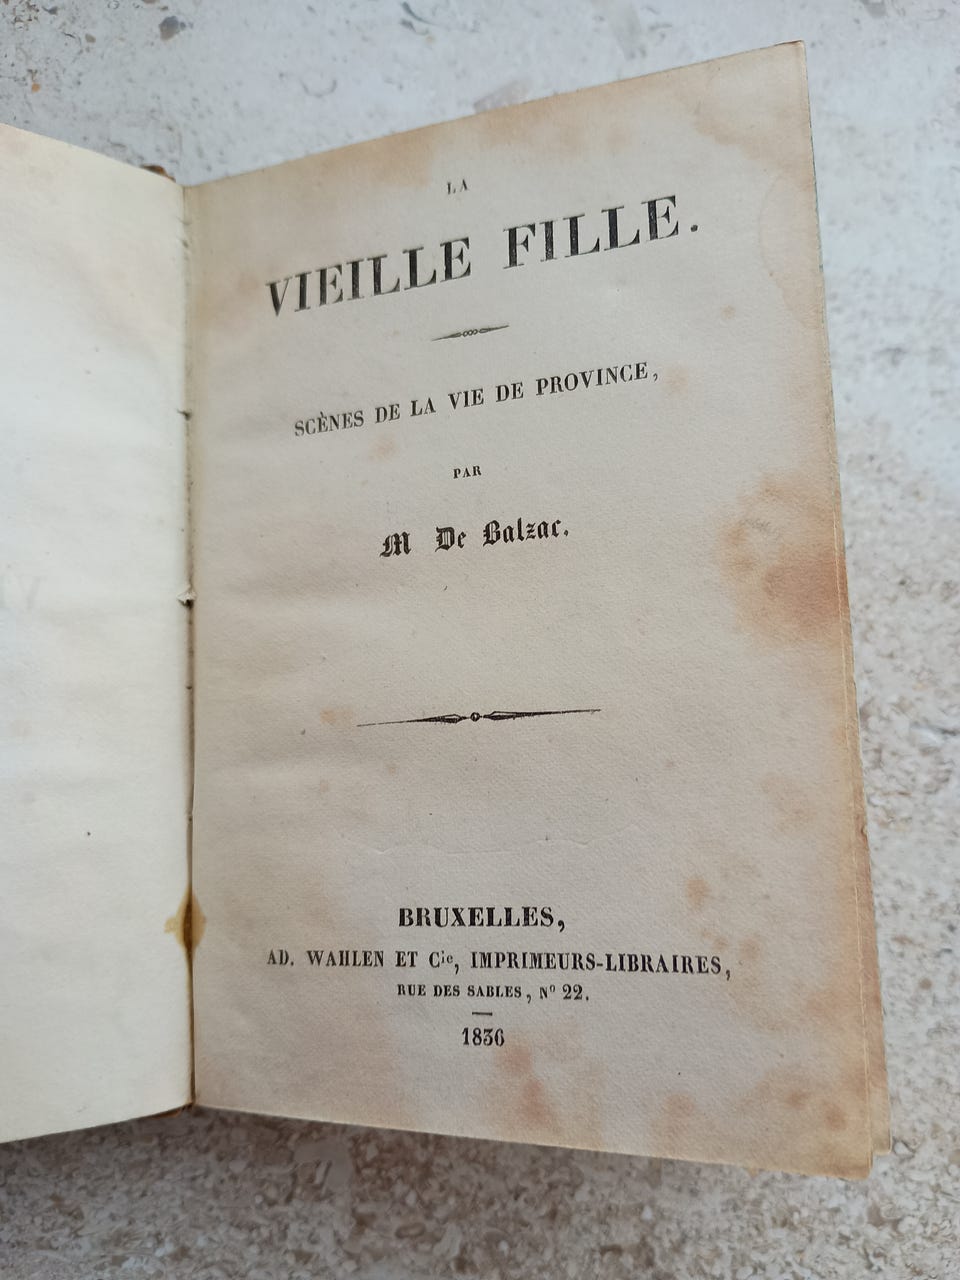 LA
VIEILLE FILLE.
SCÈNES DE LA VIE DE PROVINCE,
PAR
M De Balzac.
BRUXELLES,
AD. WAHLEN ET Cie, IMPRIMEURS-LIBRAIRES,
RUE DES SABLES, No 22.
1836